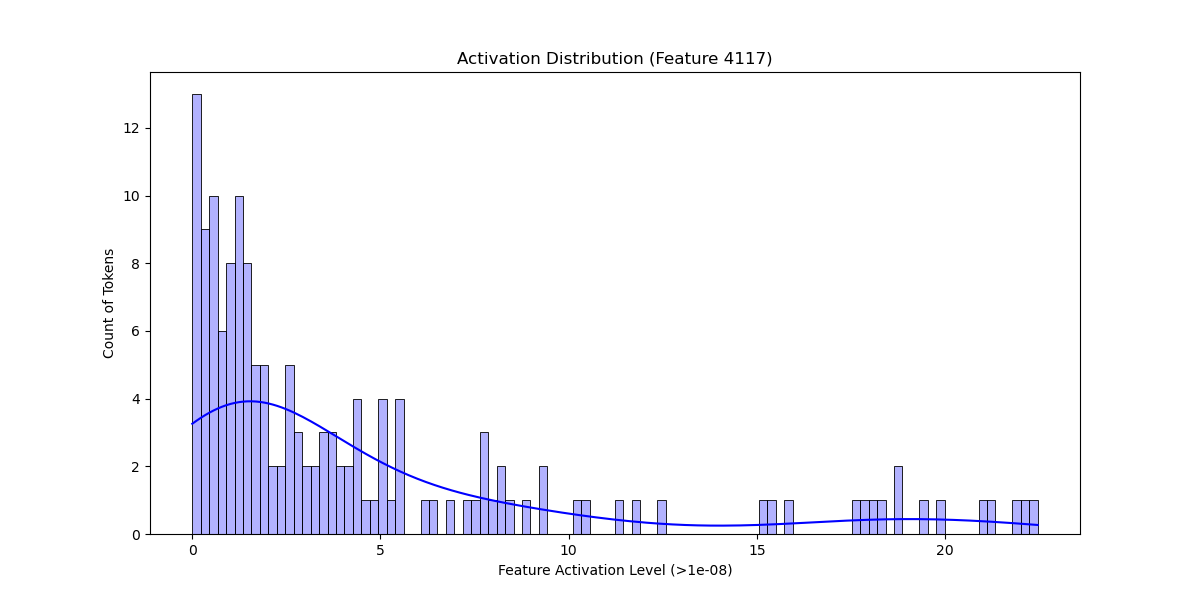 Activation Distribution (Feature 4117)
Count of Tokens
12
10
8
6
4
2
0
0 5 10 15 20
Feature Activation Level (>1e-08)